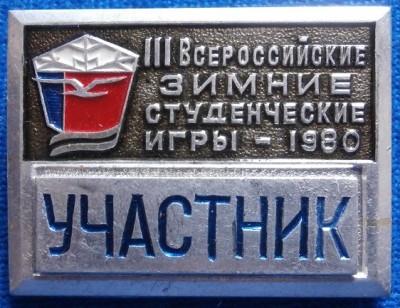 III Всероссийские
ЗИМНИЕ
СТУДЕНЧЕСКИЕ
ИГРЫ - 1980
УЧАСТНИК